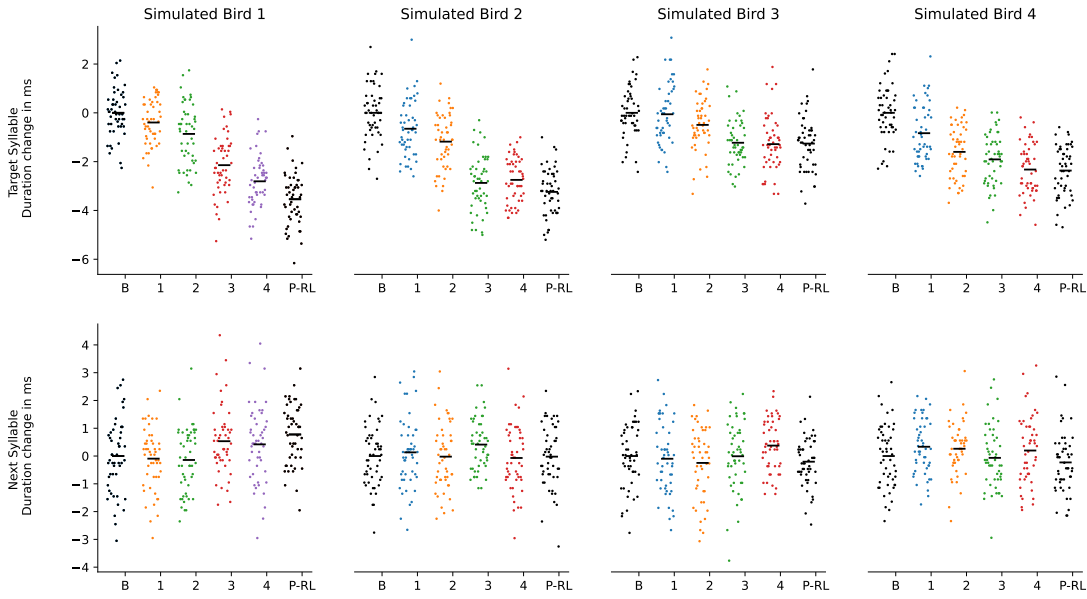 Simulated Bird 1 Simulated Bird 2 Simulated Bird 3 Simulated Bird 4
Target Syllable
Duration change in ms
2
0
−2
−4
−6
B 1 2 3 4 P-RL B 1 2 3 4 P-RL B 1 2 3 4 P-RL B 1 2 3 4 P-RL
Next Syllable
Duration change in ms
4
3
2
1
0
−1
−2
−3
−4
B 1 2 3 4 P-RL B 1 2 3 4 P-RL B 1 2 3 4 P-RL B 1 2 3 4 P-RL